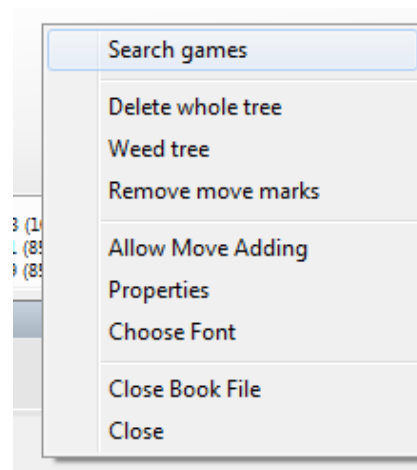 Search games
Delete whole tree
Weed tree
Remove move marks
Allow Move Adding
Properties
Choose Font
Close Book File
Close